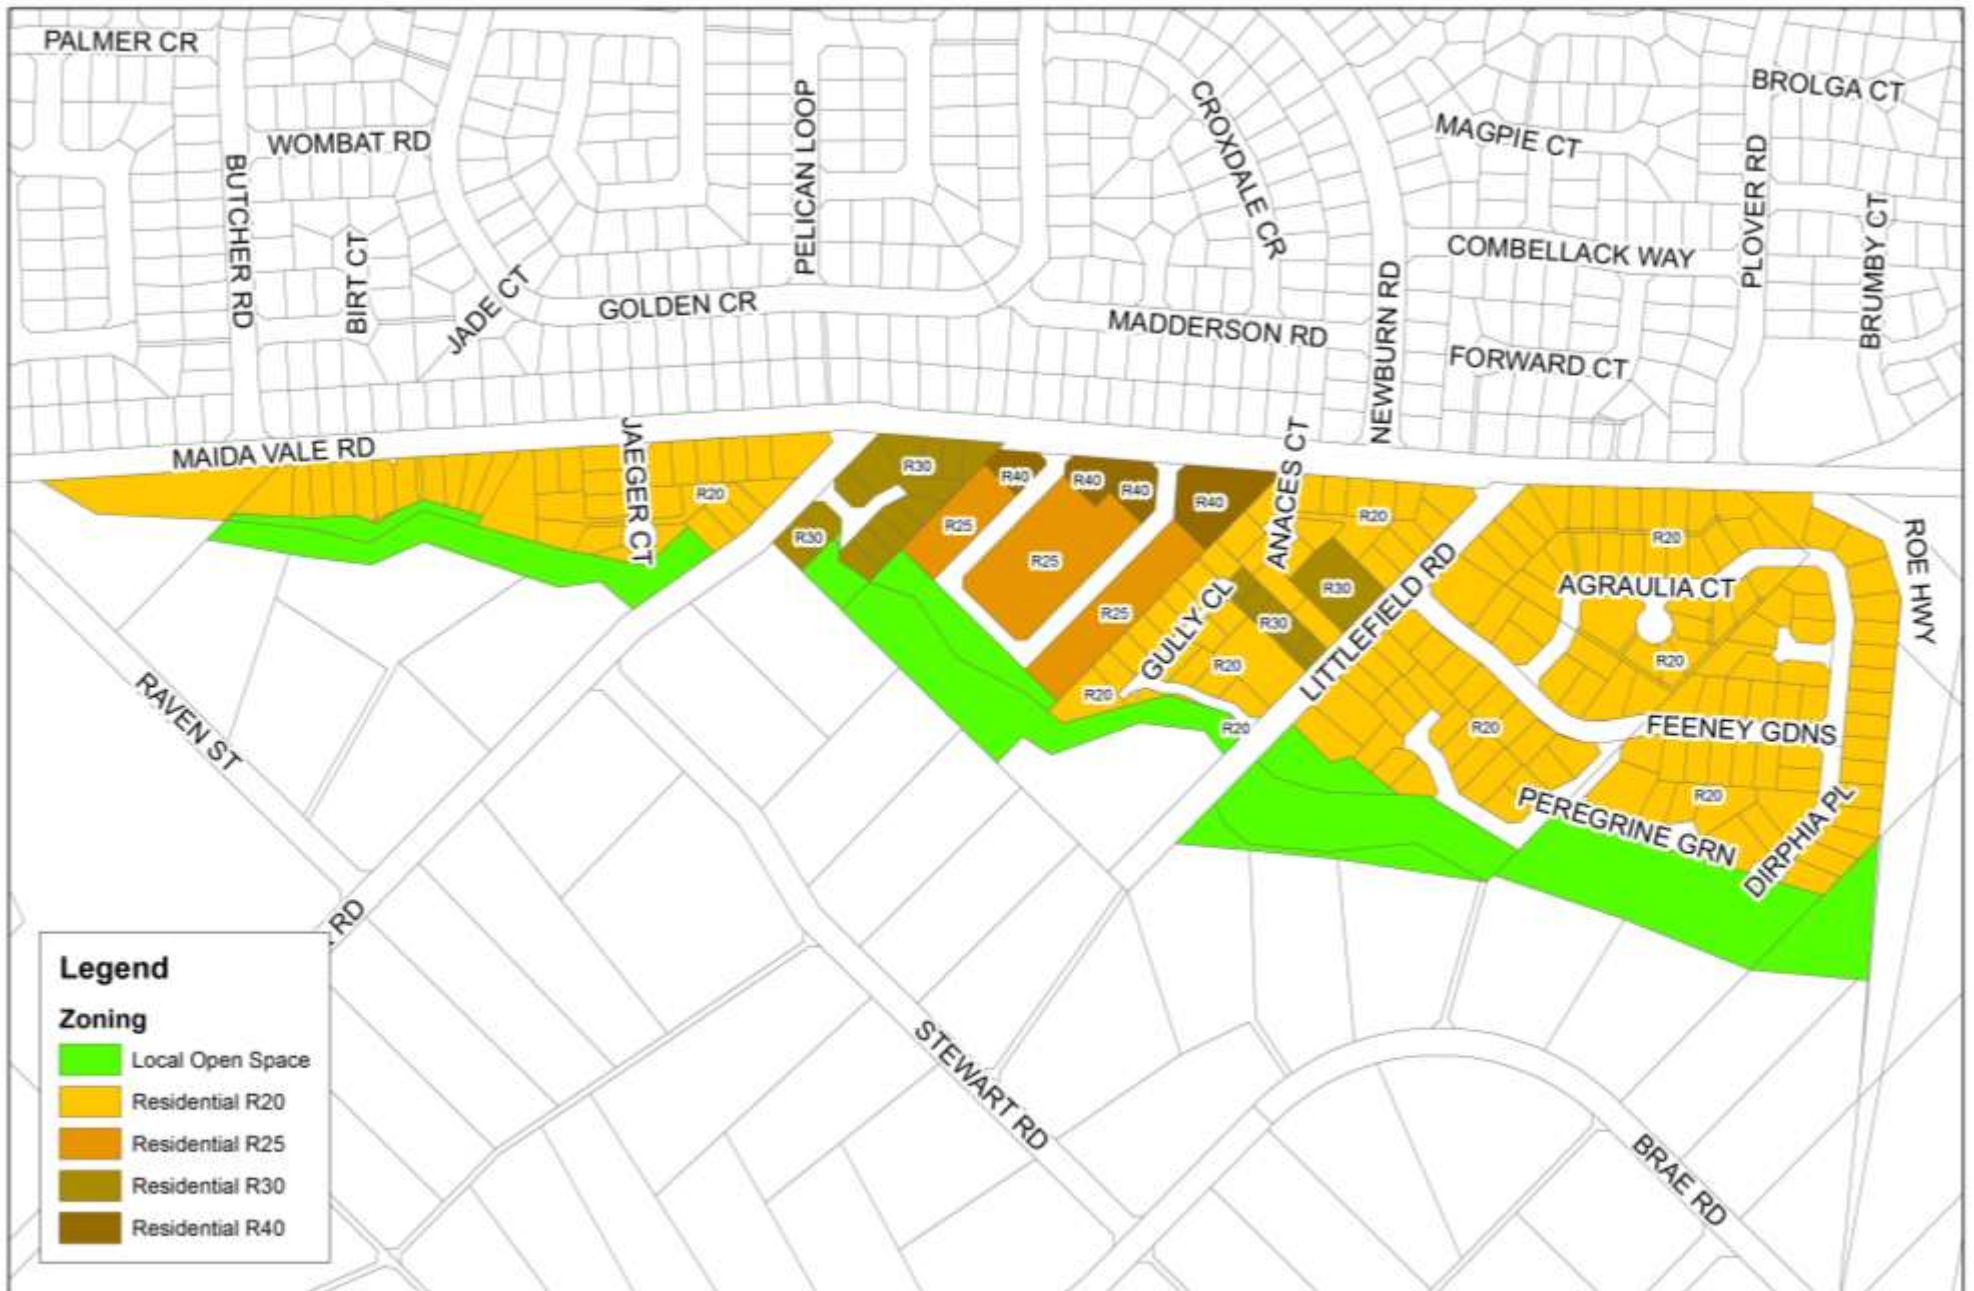 PALMER CR
BROLGA CT
PELICAN LOOP
CROXDALE CR
MAGPIE CT
WOMBAT RD
BUTCHER RD
PLOVER RD
BRUMBY CT
BIRT CT
COMBELLACK WAY
JADE CT
GOLDEN CR
NEWBURN RD
MADDERSON RD
FORWARD CT
MAIDA VALE RD
JAEGER CT
ANACES CT
R30
R40
R40
R40
R40
R20
R20
R25
R30
R20
ROE HWY
R25
R30
AGRAULIA CT
R25
R30
GULLY CL
LITTLEFIELD RD
R20
R20
R20
R20
R20
FEENEY GDNS
RAVEN ST
R20
PEREGRINE GRN
DIRPHIA PL
RD
STEWART RD
BRAE RD
Legend
Zoning
Local Open Space
Residential R20
Residential R25
Residential R30
Residential R40